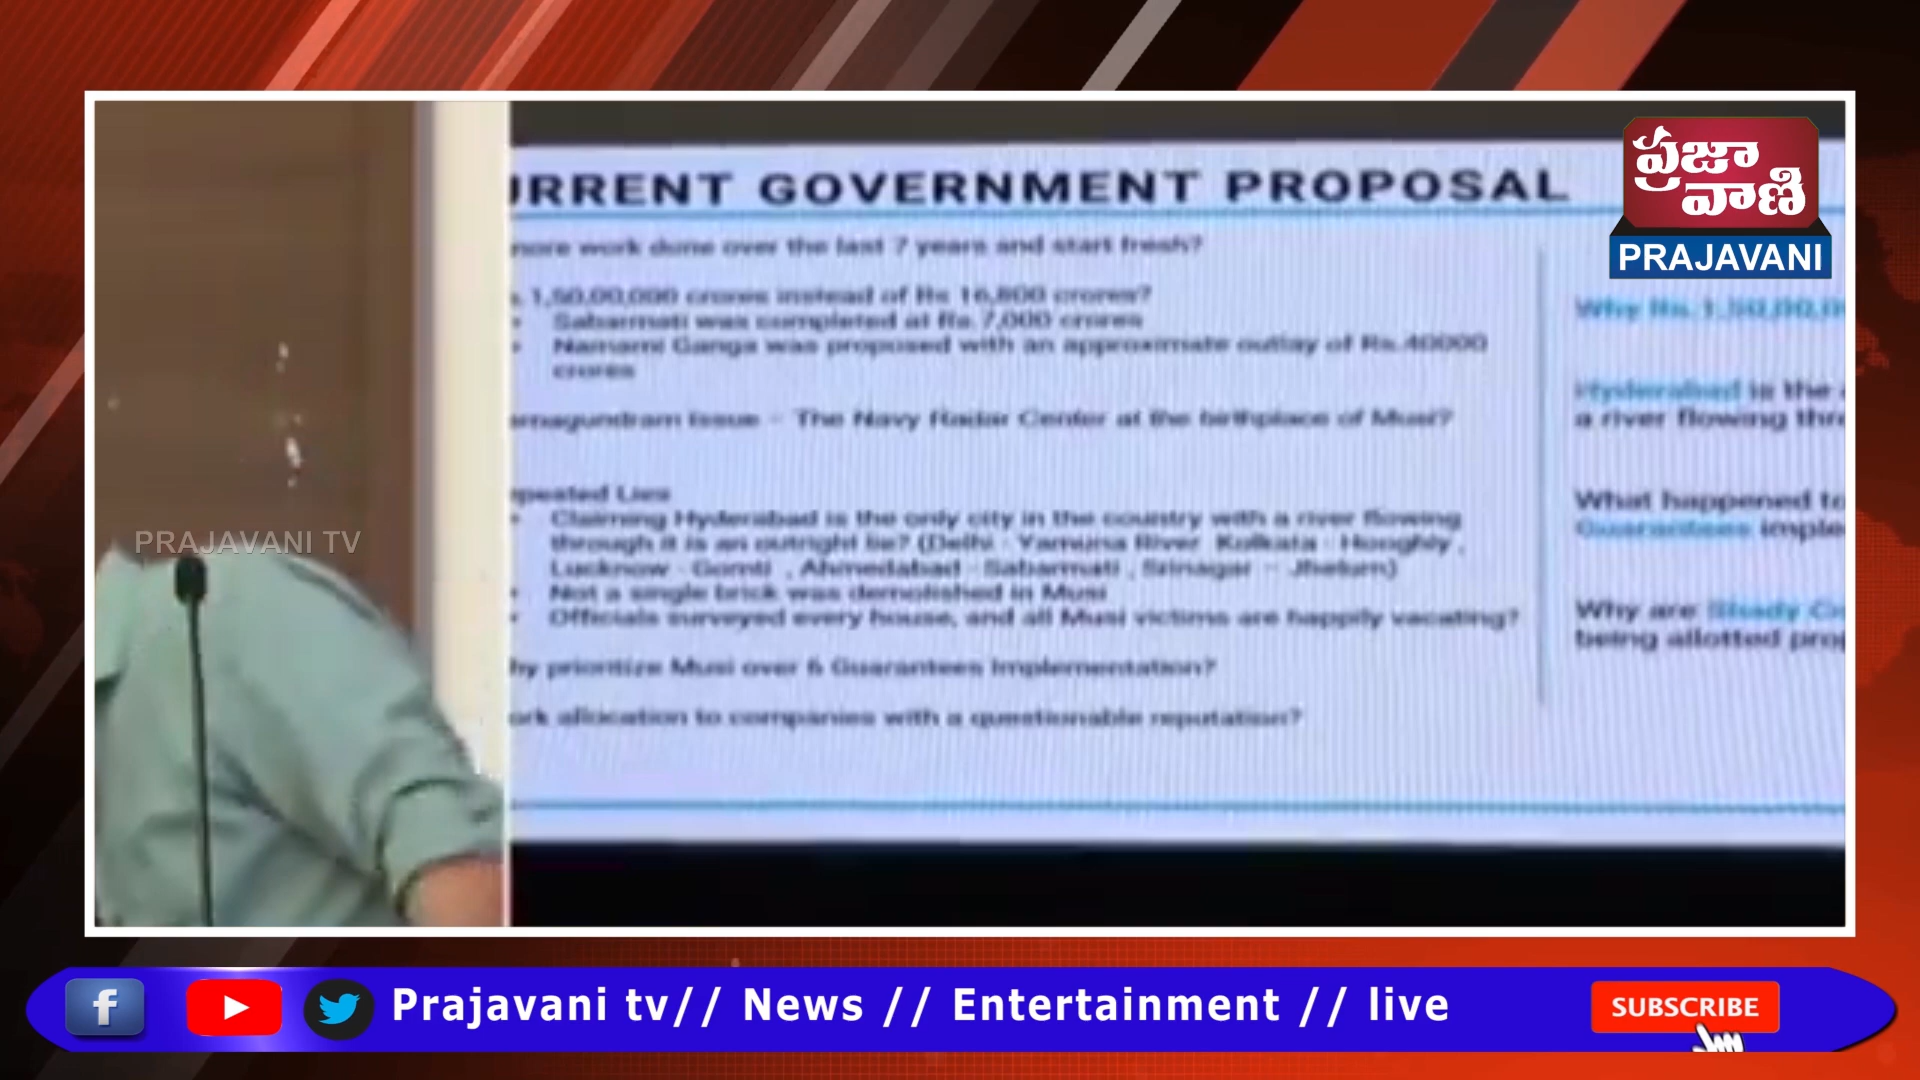 ప్రజా
వాణి
PRAJAVANI
URRENT GOVERNMENT PROPOSAL
nore work done over the last 7 years and start fresh?
. 1,50,00,000 crores instead of Rs 16,800 crores?
• Sabarmati was completed at Rs.7,000 crores
• Namami Ganga was proposed with an approximate outlay of Rs.40000
crores
amagundram Issue – The Navy Radar Center at the birthplace of Musi?
peated Lies
• Claiming Hyderabad is the only city in the country with a river flowing
through it is an outright lie? (Delhi - Yamuna River, Kolkata - Hooghly ,
Lucknow - Gomti , Ahmedabad - Sabarmati , Srinagar – Jhelum)
• Not a single brick was demolished in Musi
• Officials surveyed every house, and all Musi victims are happily vacating?
hy prioritize Musi over 6 Guarantees Implementation?
ork allocation to companies with a questionable reputation?
Why Rs. 1,50,00,0
Hyderabad is the
a river flowing thr
What happened to
Guarantees imple
Why are Shady Co
being allotted proj
PRAJAVANI TV
f Prajavani tv// News // Entertainment // live
SUBSCRIBE